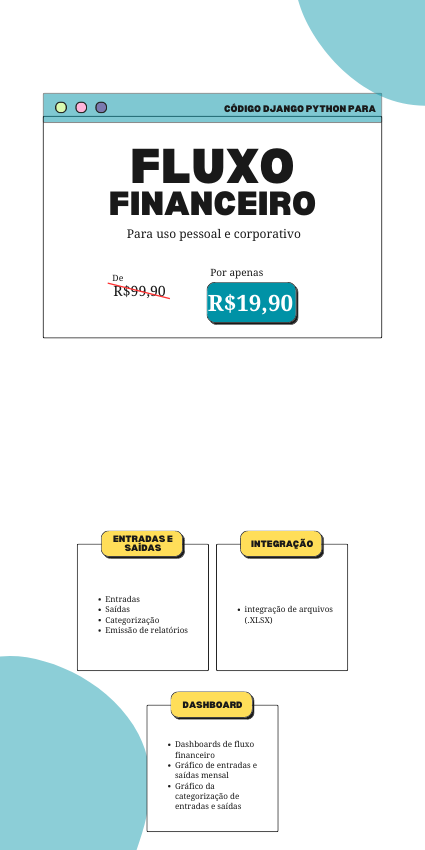 CÓDIGO DJANGO PYTHON PARA
FLUXO
FINANCEIRO
Para uso pessoal e corporativo
De
R$99,90
Por apenas
R$19,90
ENTRADAS E
SAÍDAS
• Entradas
• Saídas
• Categorização
• Emissão de relatórios
INTEGRAÇÃO
• integração de arquivos
(.XLSX)
DASHBOARD
• Dashboards de fluxo
financeiro
• Gráfico de entradas e
saídas mensal
• Gráfico da
categorização de
entradas e saídas